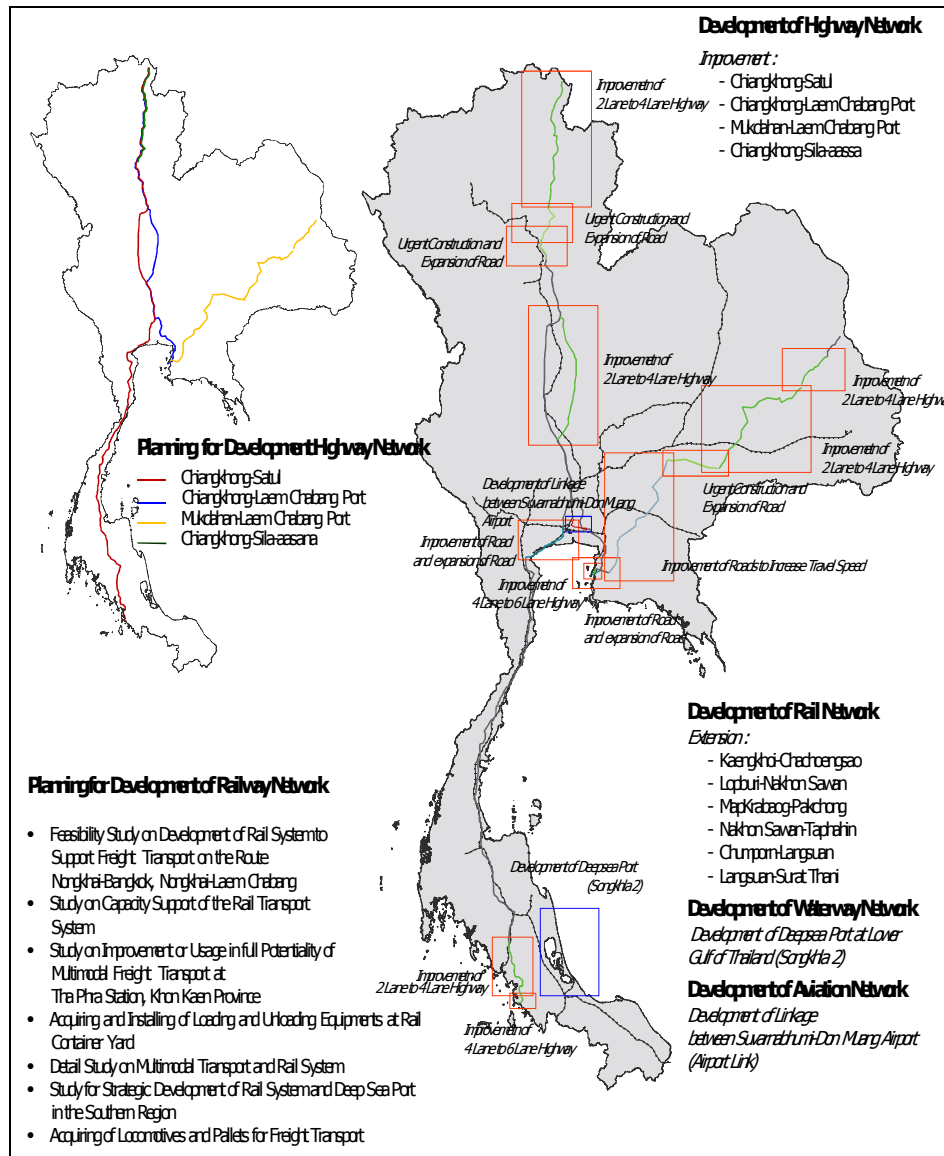 Development of Highway Network
Improvement :
- Chiangkhong-Satul
- Chiangkhong-Laem Chabang Port
- Mukdahan-Laem Chabang Port
- Chiangkhong-Sila-aassa
Improvemetn of
2 Lane to 4 Lane Highway
Urgent Construction and
Expansion of Road
Urgent Construction and
Expansion of Road
Improvemetn of
2 Lane to 4 Lane Highway
Improvemetn of
2 Lane to 4 Lane Highwa
Improvemetn of
2 Lane to 4 Lane Highway
Urgent Construction and
Expansion of Road
Planning for Development Highway Network
Chiangkhong-Satul
Chiangkhong-Laem Chabang Port
Mukdahan-Laem Chabang Port
Chiangkhong-Sila-aasana
Development of Linkage
between Suwarnabhumi-Don Muang
Airport
Improvement of Road
and expansion of Road
Improvemetn of
4 Lane to 6 Lane Highway
Improvement of Roads to Increase Travel Speed
Improvement of Road
and expansion of Road
Development of Rail Network
Extension :
- Kaengkhoi-Chachoengsao
- Lopburi-Nakhon Sawan
- MapKrabaog-Pakchong
- Nakhon Sawan-Taphahin
- Chumporn-Langsuan
- Langsuan-Surat Thani
Development of Waterway Network
Development of Deepsea Port at Lower
Gulf of Thailand (Songkhla 2)
Development of Aviation Network
Development of Linkage
between Suwarnabhumi-Don Muang Airport
(Airport Link)
Planning for Development of Railway Network
• Feasibility Study on Development of Rail System to
Support Freight Transport on the Route
Nongkhai-Bangkok, Nongkhai-Laem Chabang
• Study on Capacity Support of the Rail Transport
System
• Study on Improvement or Usage in full Potentiality of
Multimodal Freight Transport at
Tha Phra Station, Khon Kaen Province
• Acquiring and Installing of Loading and Unloading Equipments at Rail
Container Yard
• Detail Study on Multimodal Transport and Rail System
• Study for Strategic Development of Rail System and Deep Sea Port
in the Southern Region
• Acquiring of Locomotives and Pallets for Freight Transport
Development of Deepsea Port
(Songkhla 2)
Improvemetn of
2 Lane to 4 Lane Highway
Improvemetn of
4 Lane to 6 Lane Highway